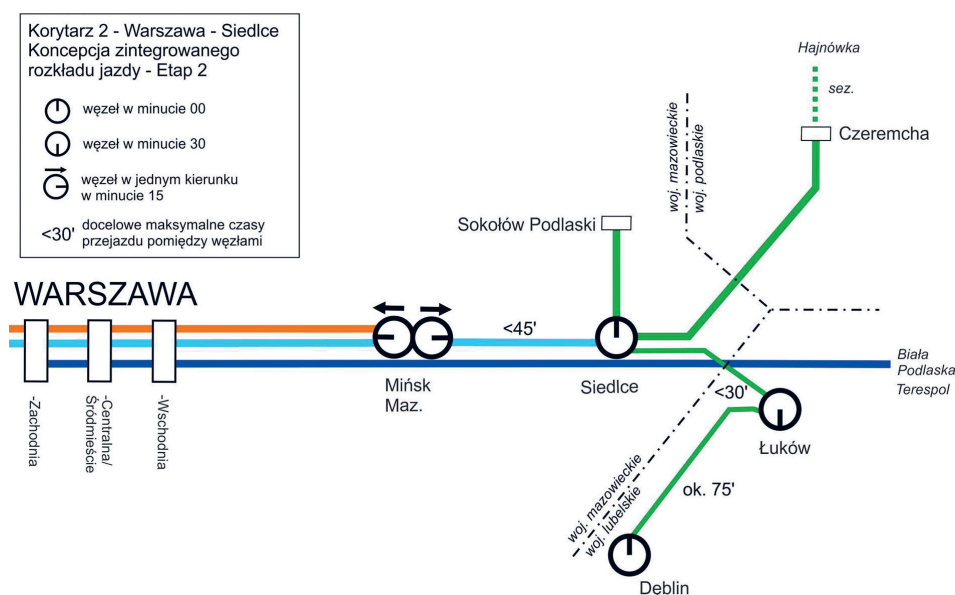 Korytarz 2 - Warszawa - Siedlce
Koncepcja zintegrowanego
rozkładu jazdy - Etap 2
węzeł w minucie 00
węzeł w minucie 30
węzeł w jednym kierunku
w minucie 15
<30' docelowe maksymalne czasy
przejazdu pomiędzy węzłami
Hajnówka
sez.
Czeremcha
woj. mazowieckie
woj. podlaskie
Sokołów Podlaski
WARSZAWA
<45'
Mińsk
Maz.
Siedlce
Biała
Podlaska
Terespol
<30'
Łuków
-Zachodnia
-Centralna/
Śródmieście
-Wschodnia
ok. 75'
woj. mazowieckie
woj. lubelskie
Deblin